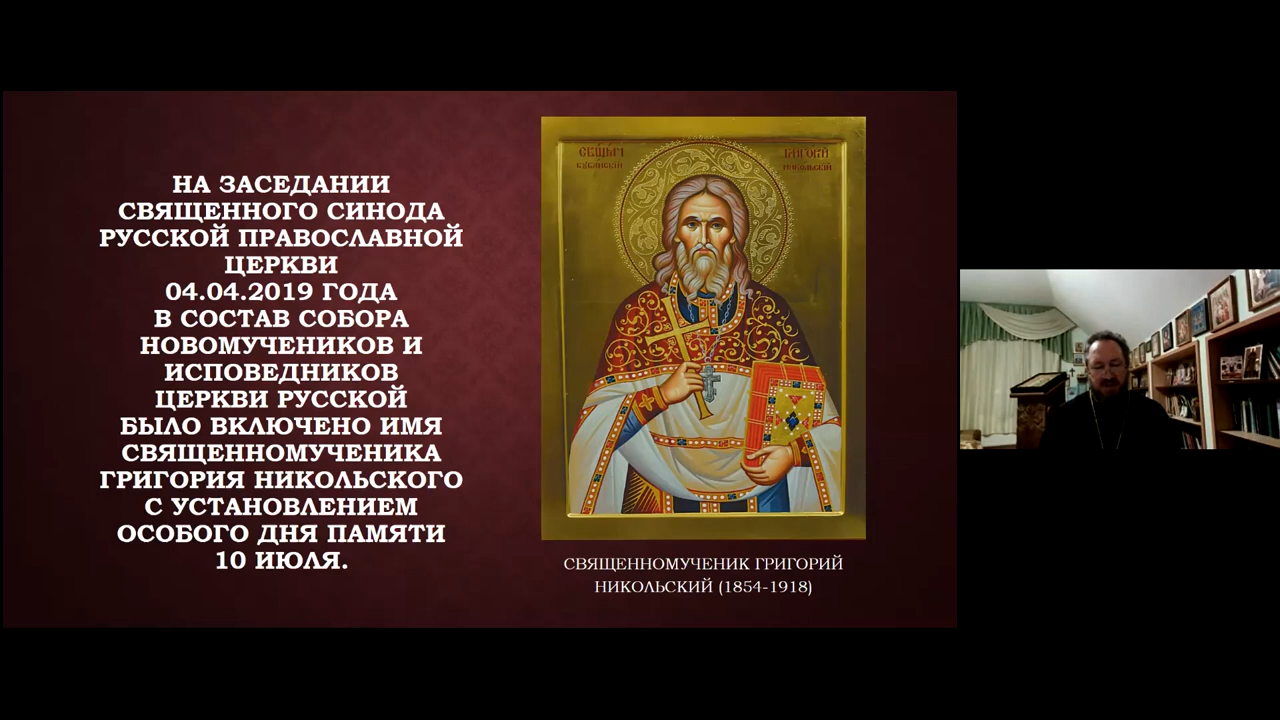 НА ЗАСЕДАНИИ
СВЯЩЕННОГО СИНОДА
РУССКОЙ ПРАВОСЛАВНОЙ
ЦЕРКВИ
04.04.2019 ГОДА
В СОСТАВ СОБОРА
НОВОМУЧЕНИКОВ И
ИСПОВЕДНИКОВ
ЦЕРКВИ РУССКОЙ
БЫЛО ВКЛЮЧЕНО ИМЯ
СВЯЩЕННОМУЧЕНИКА
ГРИГОРИЯ НИКОЛЬСКОГО
С УСТАНОВЛЕНИЕМ
ОСОБОГО ДНЯ ПАМЯТИ
10 ИЮЛЯ.
СВЯЩЕННОМУЧЕНИК ГРИГОРИЙ
НИКОЛЬСКИЙ (1854-1918)